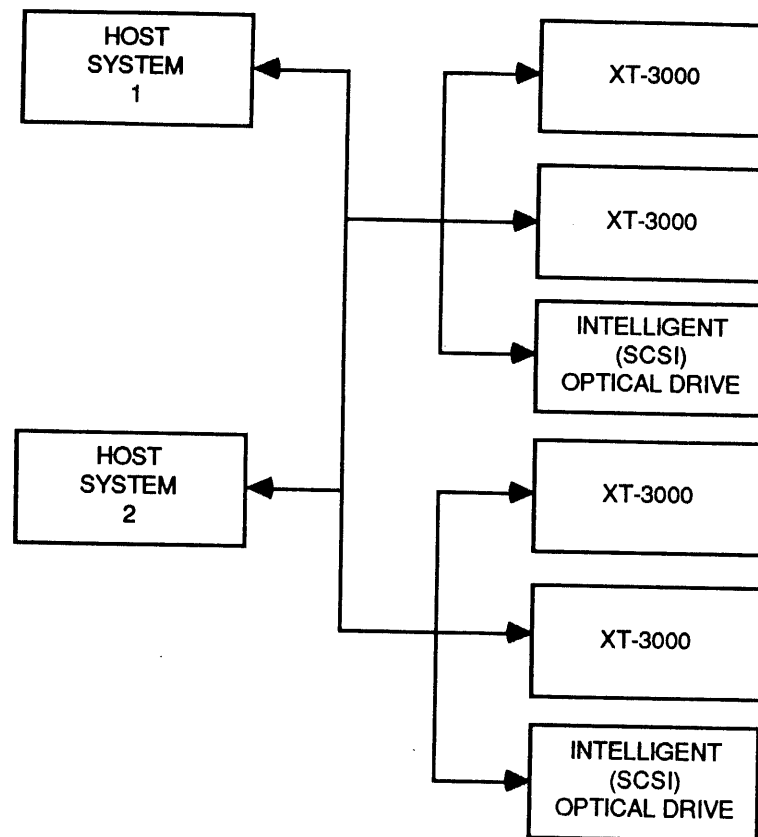 HOST
SYSTEM
1
XT-3000
XT-3000
INTELLIGENT
(SCSI)
OPTICAL DRIVE
HOST
SYSTEM
2
XT-3000
XT-3000
INTELLIGENT
(SCSI)
OPTICAL DRIVE